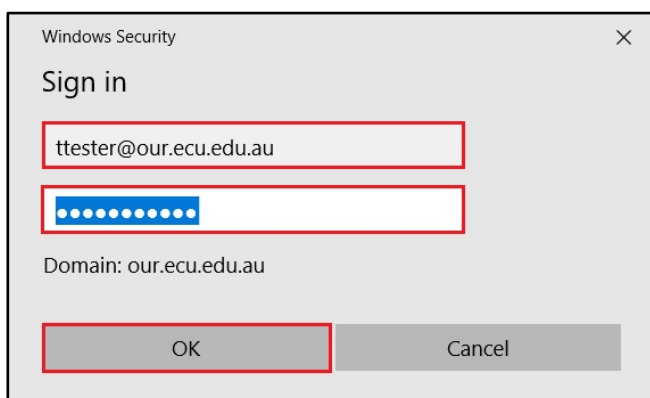 Windows Security
Sign in
ttester@our.ecu.edu.au
●●●●●●●●●●●
Domain: our.ecu.edu.au
OK
Cancel